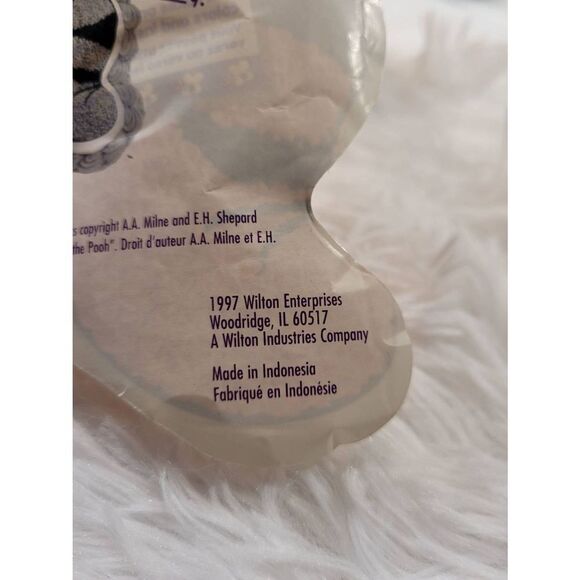 s copyright A.A. Milne and E.H. Shepard
the Pooh". Droit d'auteur A.A. Milne et E.H.
1997 Wilton Enterprises
Woodridge, IL 60517
A Wilton Industries Company
Made in Indonesia
Fabriqué en Indonésie